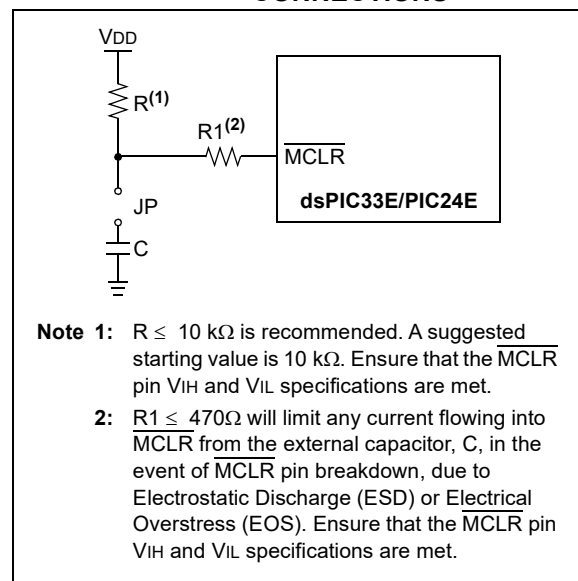 CONNECTIONS
VDD
R(1)
R1(2)
MCLR
JP
dsPIC33E/PIC24E
C
Note 1: R ≤ 10 kΩ is recommended. A suggested
starting value is 10 kΩ. Ensure that the MCLR
pin VIH and VIL specifications are met.
2: R1 ≤ 470Ω will limit any current flowing into
MCLR from the external capacitor, C, in the
event of MCLR pin breakdown, due to
Electrostatic Discharge (ESD) or Electrical
Overstress (EOS). Ensure that the MCLR pin
VIH and VIL specifications are met.